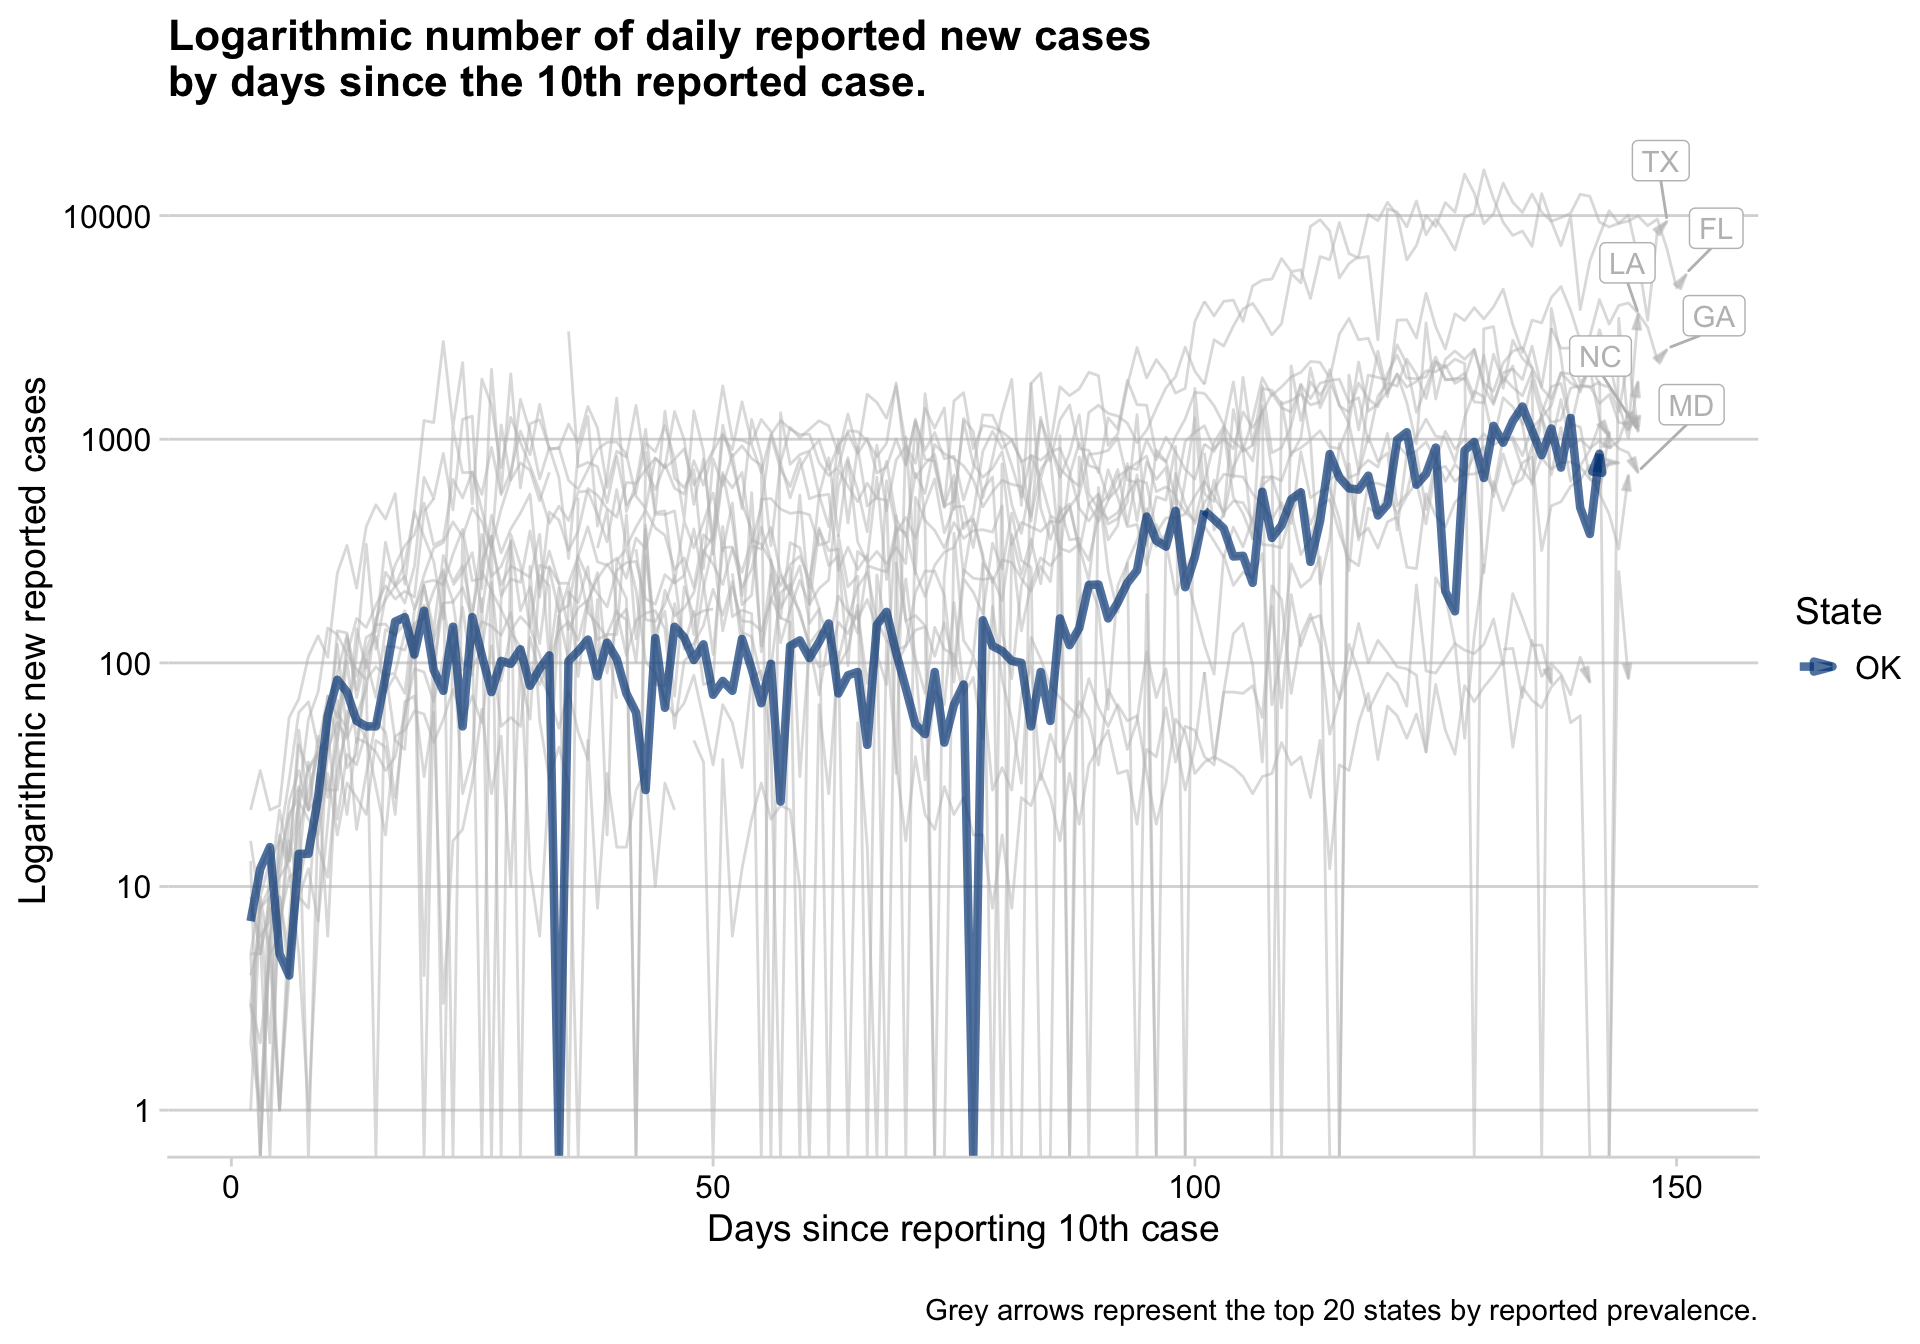 Logarithmic number of daily reported new cases
by days since the 10th reported case.
Logarithmic new reported cases
10000
1000
100
10
1
TX
FL
LA
GA
NC
MD
State
OK
0
50
100
150
Days since reporting 10th case
Grey arrows represent the top 20 states by reported prevalence.